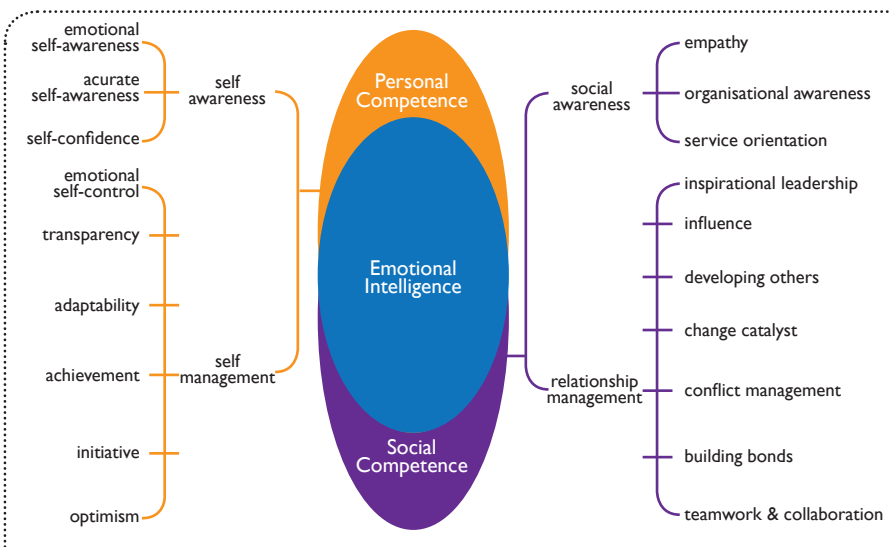 emotional
self-awareness
acurate
self-awareness
self-confidence
self
awareness
emotional
self-control
transparency
adaptability
achievement
initiative
optimism
self
management
Personal
Competence
Emotional
Intelligence
Social
Competence
social
awareness
empathy
organisational awareness
service orientation
relationship
management
inspirational leadership
influence
developing others
change catalyst
conflict management
building bonds
teamwork & collaboration